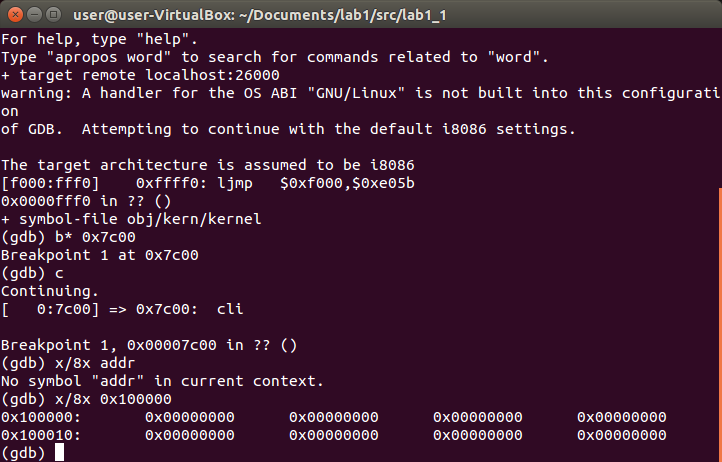 user@user-VirtualBox: ~/Documents/lab1/src/lab1_1
For help, type "help".
Type "apropos word" to search for commands related to "word".
+ target remote localhost:26000
warning: A handler for the OS ABI "GNU/Linux" is not built into this configurati
on
of GDB.  Attempting to continue with the default i8086 settings.

The target architecture is assumed to be i8086
[f000:fff0]    0xffff0: ljmp   $0xf000,$0xe05b
0x0000fff0 in ?? ()
+ symbol-file obj/kern/kernel
(gdb) b* 0x7c00
Breakpoint 1 at 0x7c00
(gdb) c
Continuing.
[   0:7c00] => 0x7c00:  cli

Breakpoint 1, 0x00007c00 in ?? ()
(gdb) x/8x addr
No symbol "addr" in current context.
(gdb) x/8x 0x100000
0x100000:       0x00000000      0x00000000      0x00000000      0x00000000
0x100010:       0x00000000      0x00000000      0x00000000      0x00000000
(gdb)